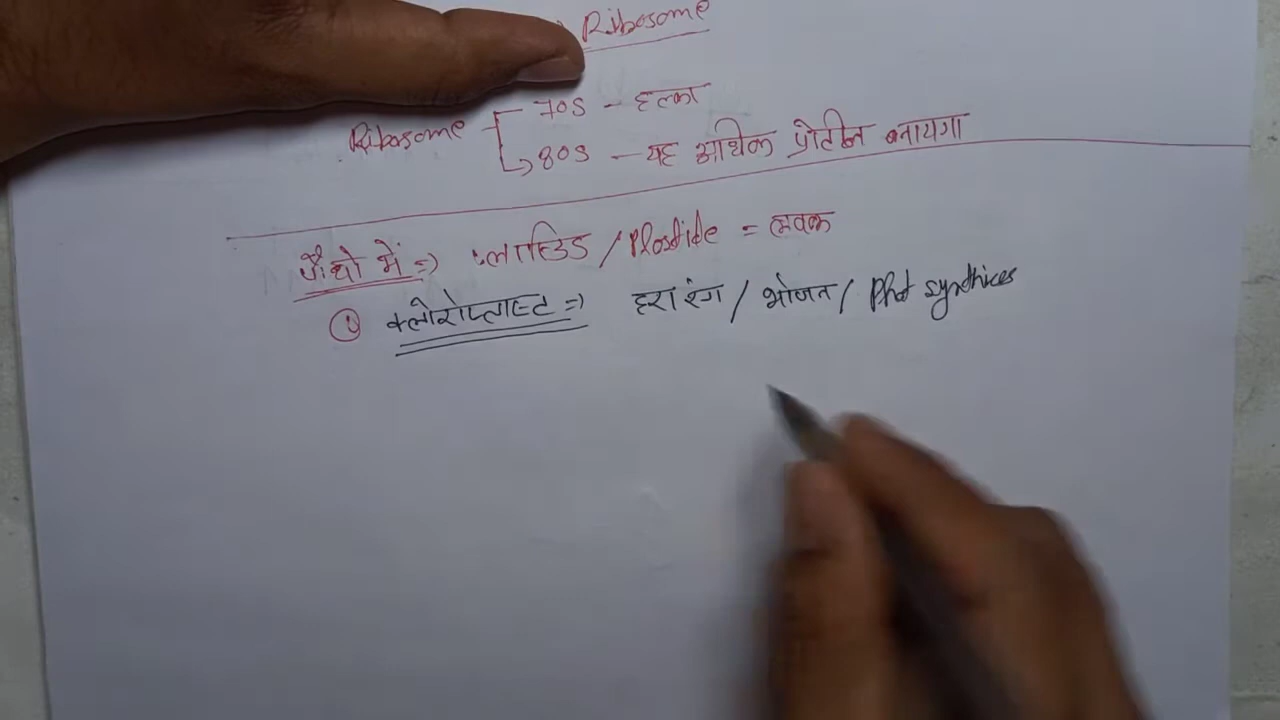 Ribosome
Ribosome 70S - हल्का
80S - यह अधिक प्रोटीन बनायगा
पौधो में => प्लास्टिड / Plastide = लवक
① क्लोरोप्लास्ट => हरा रंग / भोजन / Phot synthices